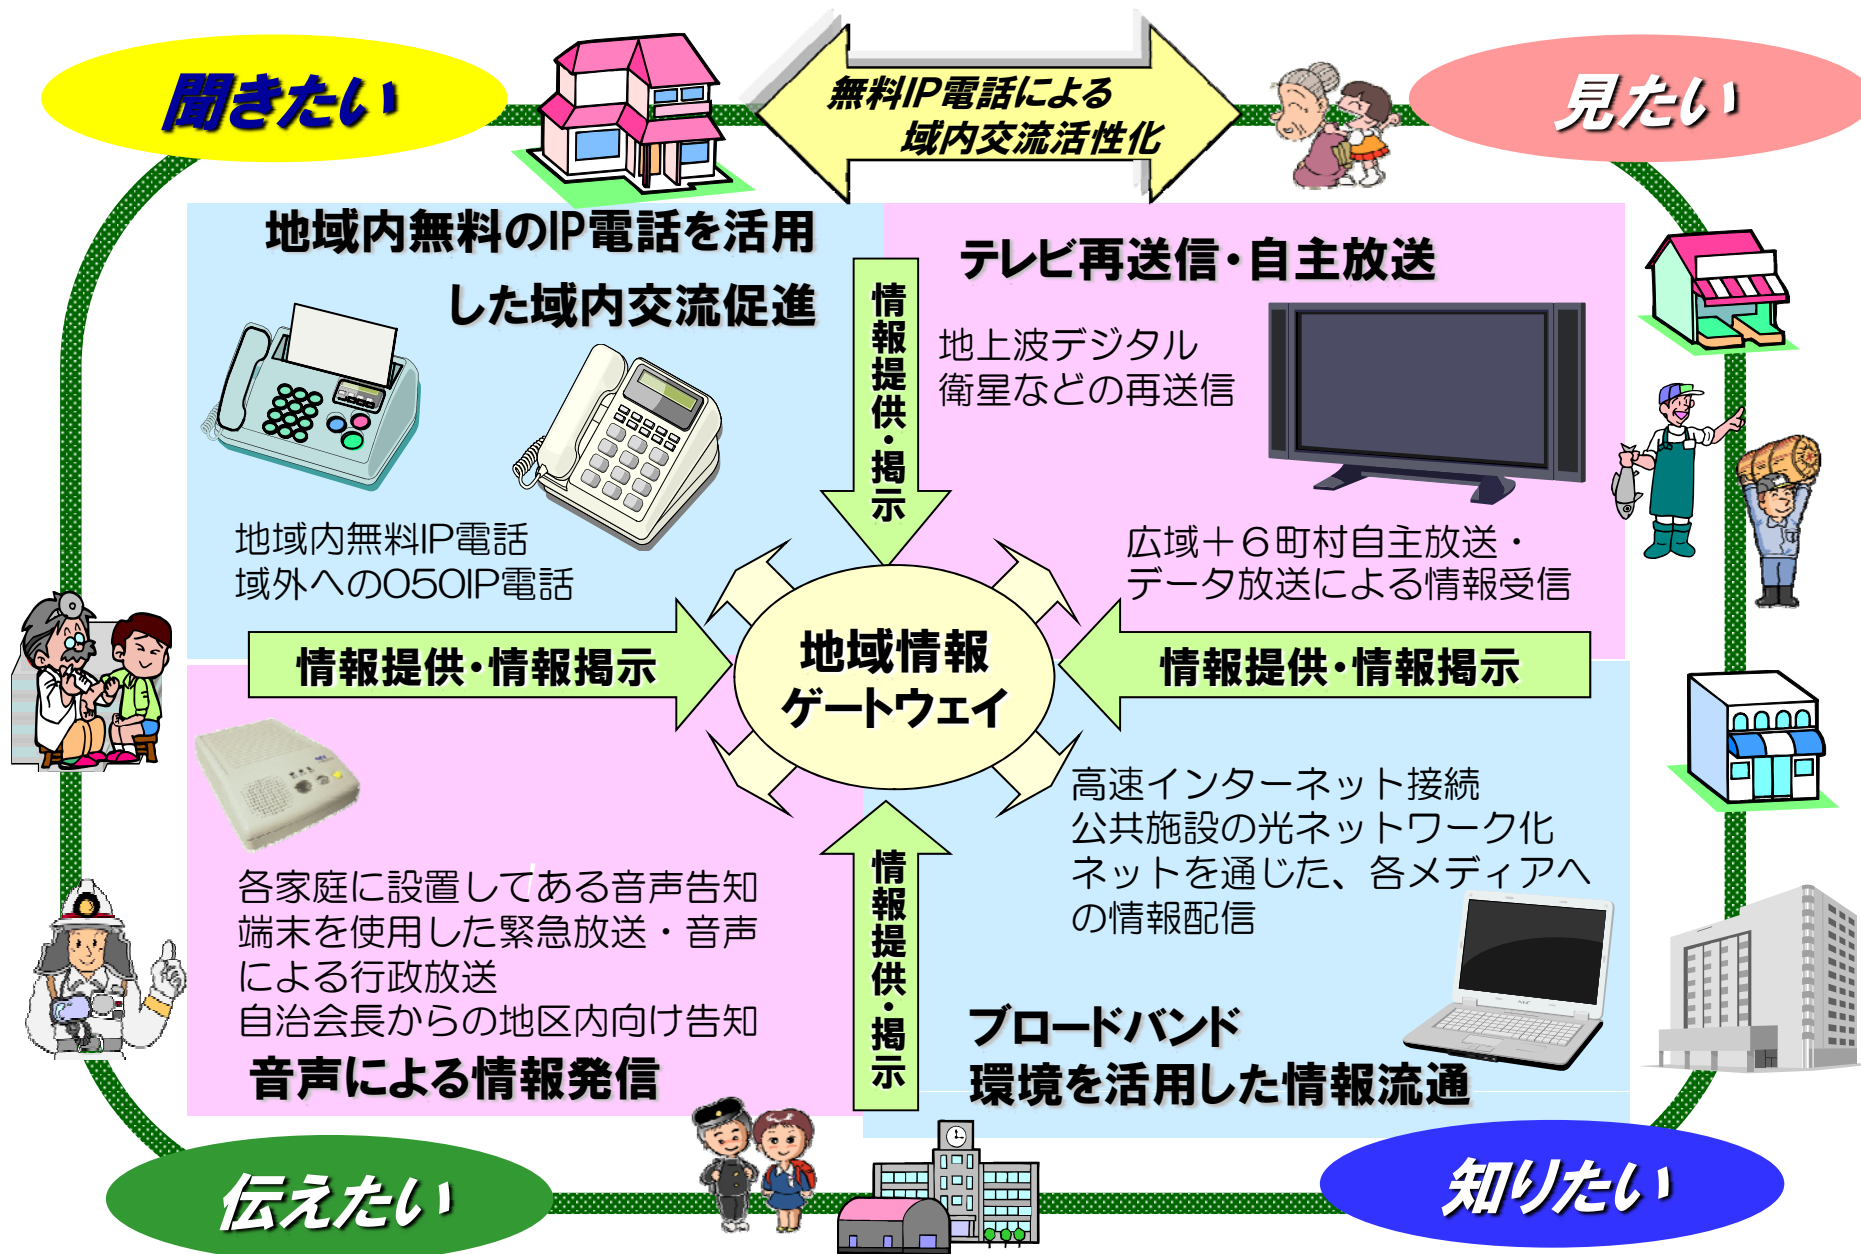 聞きたい
無料IP電話による
域内交流活性化
見たい
地域内無料のIP電話を活用
した域内交流促進
地域内無料IP電話
域外への050IP電話
情報提供・掲示
テレビ再送信・自主放送
地上波デジタル
衛星などの再送信
広域＋６町村自主放送・
データ放送による情報受信
情報提供・情報掲示
地域情報
ゲートウェイ
情報提供・情報掲示
各家庭に設置してある音声告知
端末を使用した緊急放送・音声
による行政放送
自治会長からの地区内向け告知
音声による情報発信
情報提供・掲示
高速インターネット接続
公共施設の光ネットワーク化
ネットを通じた、各メディアへ
の情報配信
ブロードバンド
環境を活用した情報流通
伝えたい
知りたい